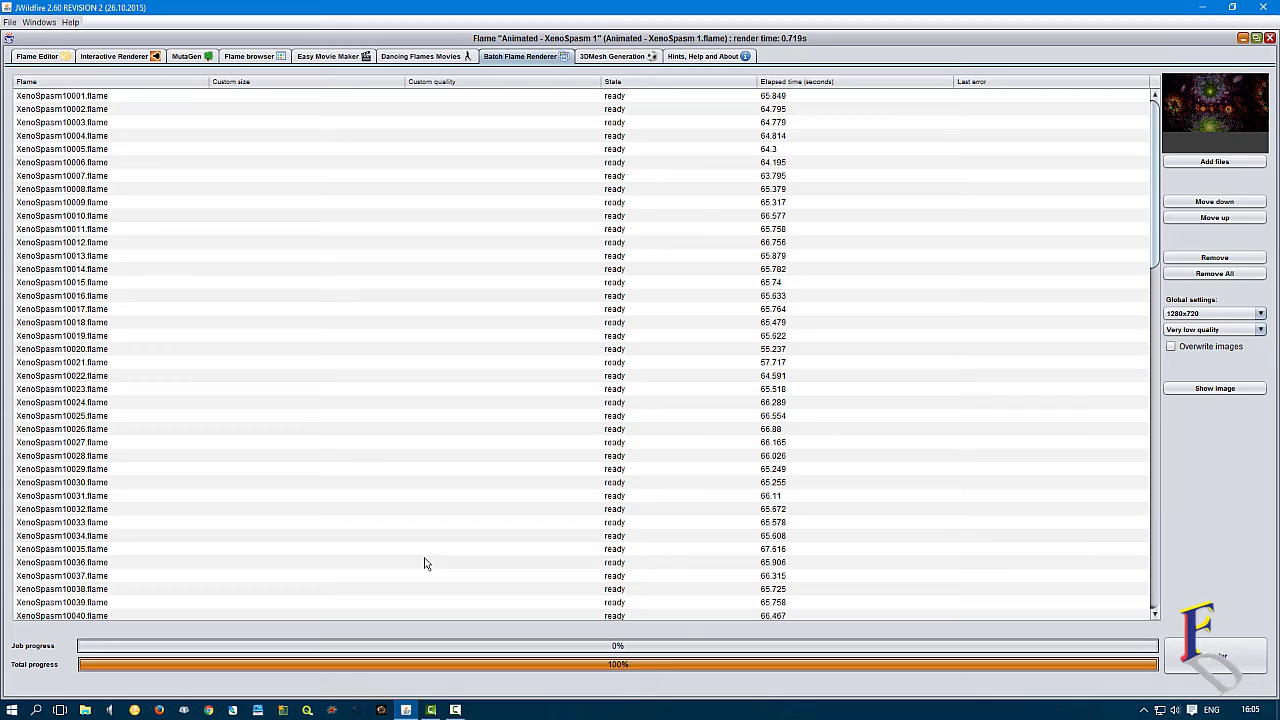 JWildfire 2.60 REVISION 2 (26.10.2015)
File Windows Help
Flame "Animated - XenoSpasm 1" (Animated - XenoSpasm 1.flame) : render time: 0.719s
Flame Editor Interactive Renderer MutaGen Flame browser Easy Movie Maker Dancing Flames Movies Batch Flame Renderer 3DMesh Generation Hints, Help and About
Flame Custom size Custom quality State Elapsed time (seconds) Last error
XenoSpasm10001.flame ready 65.849
XenoSpasm10002.flame ready 64.795
XenoSpasm10003.flame ready 64.779
XenoSpasm10004.flame ready 64.814
XenoSpasm10005.flame ready 64.3
XenoSpasm10006.flame ready 64.195
XenoSpasm10007.flame ready 63.795
XenoSpasm10008.flame ready 65.379
XenoSpasm10009.flame ready 65.317
XenoSpasm10010.flame ready 66.577
XenoSpasm10011.flame ready 65.758
XenoSpasm10012.flame ready 66.756
XenoSpasm10013.flame ready 65.879
XenoSpasm10014.flame ready 65.782
XenoSpasm10015.flame ready 65.74
XenoSpasm10016.flame ready 65.633
XenoSpasm10017.flame ready 65.764
XenoSpasm10018.flame ready 65.479
XenoSpasm10019.flame ready 65.622
XenoSpasm10020.flame ready 55.237
XenoSpasm10021.flame ready 57.717
XenoSpasm10022.flame ready 64.591
XenoSpasm10023.flame ready 65.518
XenoSpasm10024.flame ready 66.289
XenoSpasm10025.flame ready 66.554
XenoSpasm10026.flame ready 66.88
XenoSpasm10027.flame ready 66.165
XenoSpasm10028.flame ready 66.026
XenoSpasm10029.flame ready 65.249
XenoSpasm10030.flame ready 65.255
XenoSpasm10031.flame ready 66.11
XenoSpasm10032.flame ready 65.672
XenoSpasm10033.flame ready 65.578
XenoSpasm10034.flame ready 65.608
XenoSpasm10035.flame ready 67.616
XenoSpasm10036.flame ready 65.906
XenoSpasm10037.flame ready 66.315
XenoSpasm10038.flame ready 65.725
XenoSpasm10039.flame ready 65.758
XenoSpasm10040.flame ready 66.467
Add files
Move down
Move up
Remove
Remove All
Global settings:
1280x720
Very low quality
Overwrite images
Show image
Job progress 0%
Total progress 100%
FD
ENG 16:05